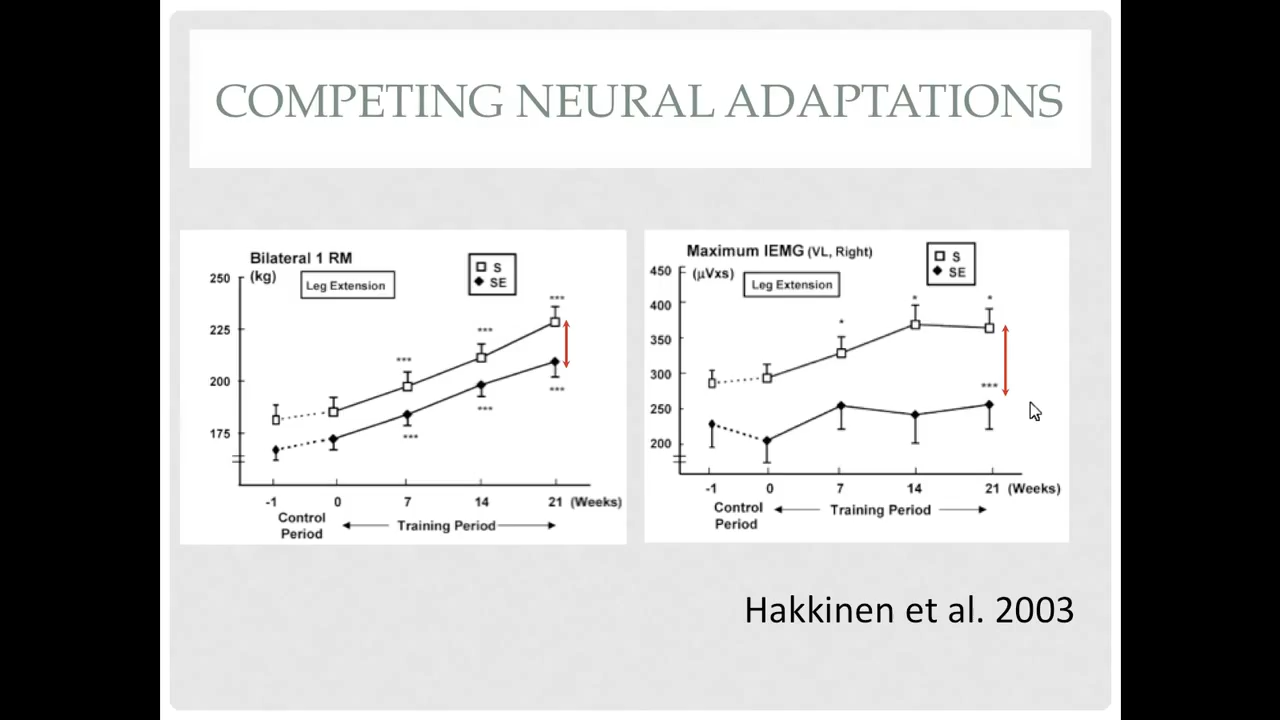 COMPETING NEURAL ADAPTATIONS
Bilateral 1 RM
(kg)
Leg Extension
S
SE
250
225
200
175
***
***
***
***
***
***
-1 0 7 14 21 (Weeks)
Control
Period
Training Period
Maximum IEMG (VL, Right)
(μVxs)
Leg Extension
S
SE
450
400
350
300
250
200
*
*
*
***
-1 0 7 14 21 (Weeks)
Control
Period
Training Period
Hakkinen et al. 2003